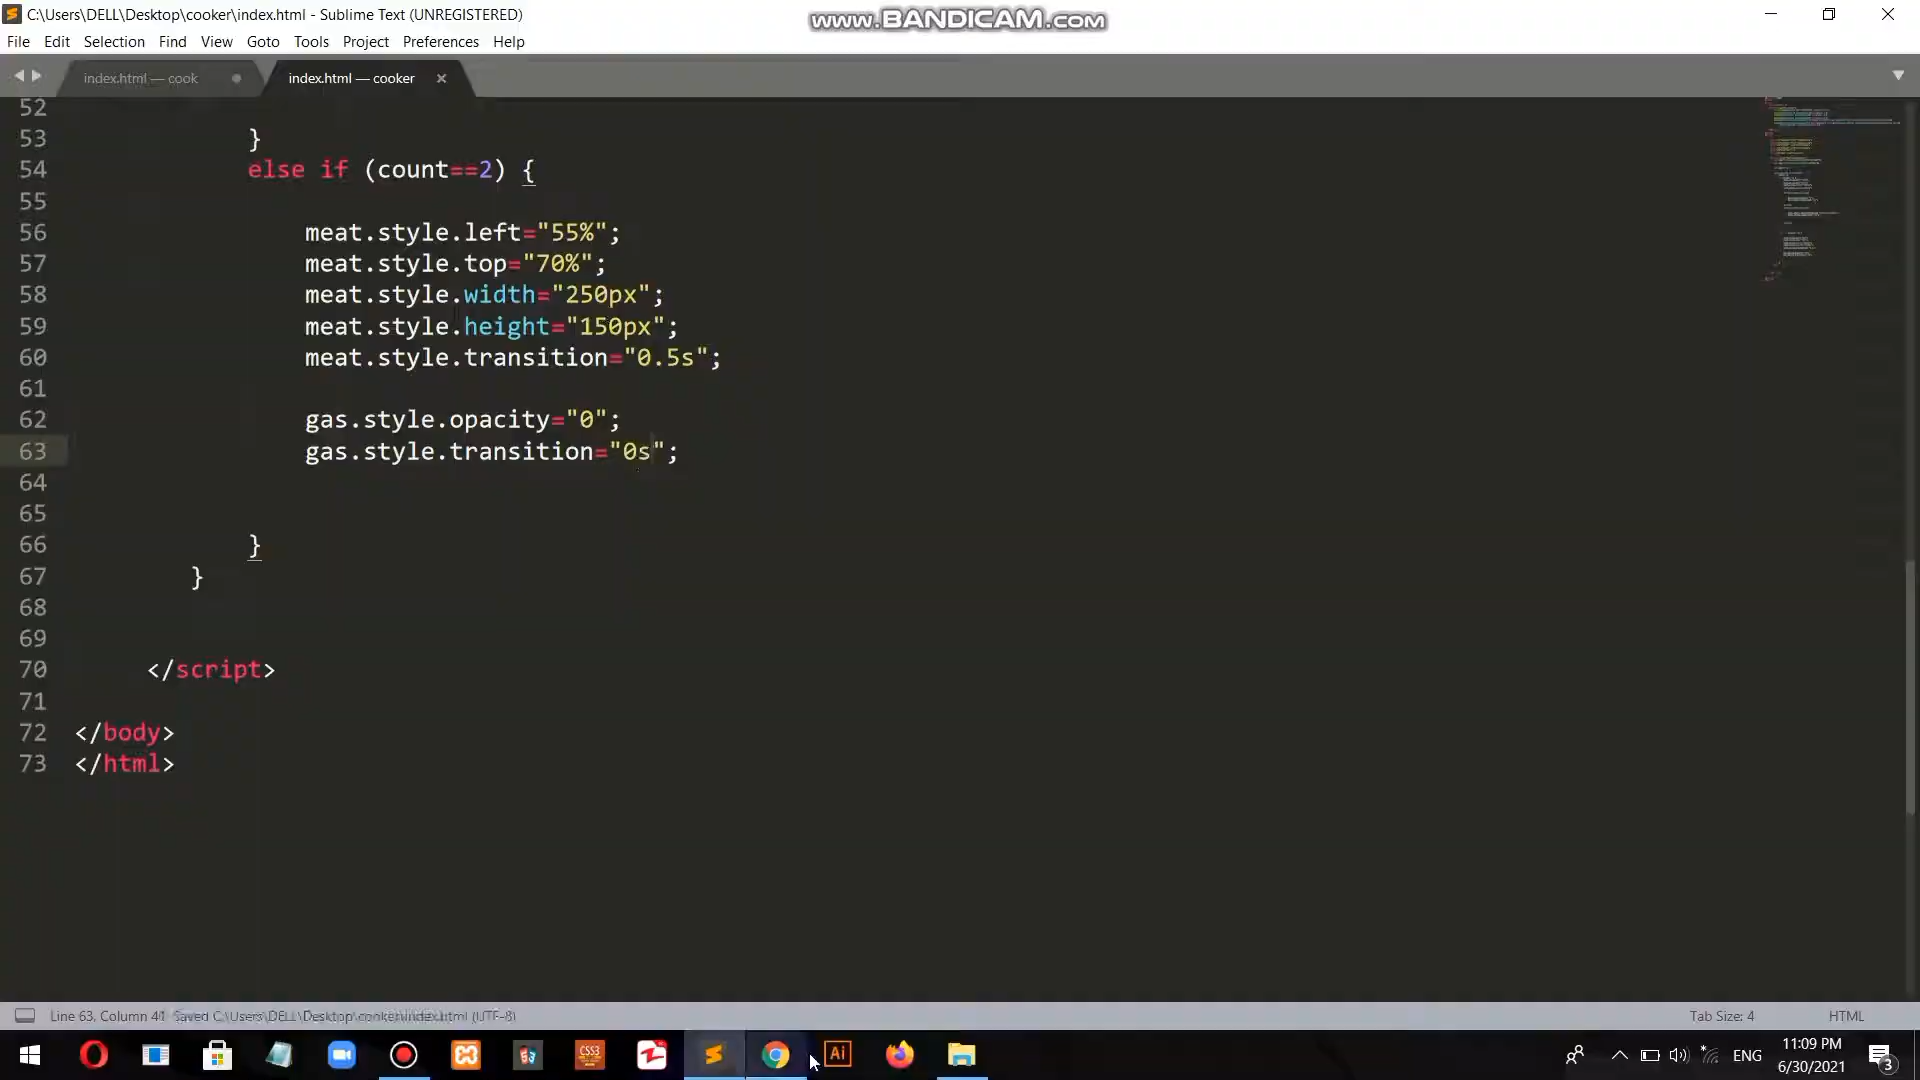 C:\Users\DELL\Desktop\cooker\index.html - Sublime Text (UNREGISTERED)
www.BANDICAM.com
File Edit Selection Find View Goto Tools Project Preferences Help
index.html — cook
index.html — cooker
52
53 }
54 else if (count==2) {
55
56 meat.style.left="55%";
57 meat.style.top="70%";
58 meat.style.width="250px";
59 meat.style.height="150px";
60 meat.style.transition="0.5s";
61
62 gas.style.opacity="0";
63 gas.style.transition="0s";
64
65
66 }
67 }
68
69
70 </script>
71
72 </body>
73 </html>
Line 63, Column 41 Saved C:\Users\DELL\Desktop\cooker\index.html (UTF-8)
Tab Size: 4
HTML
Ai
CSS3
ENG
11:09 PM
6/30/2021
3